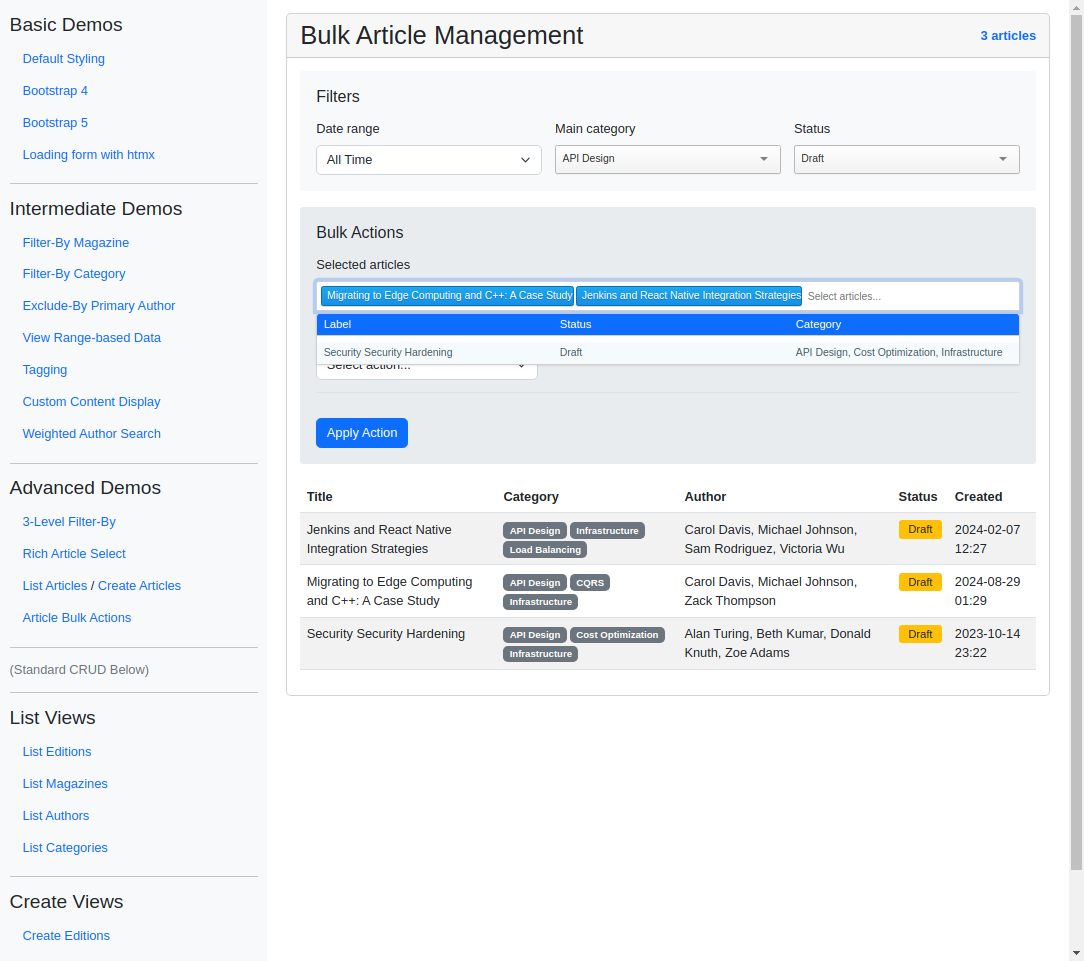 Basic Demos
Default Styling
Bootstrap 4
Bootstrap 5
Loading form with htmx
Intermediate Demos
Filter-By Magazine
Filter-By Category
Exclude-By Primary Author
View Range-based Data
Tagging
Custom Content Display
Weighted Author Search
Advanced Demos
3-Level Filter-By
Rich Article Select
List Articles / Create Articles
Article Bulk Actions
(Standard CRUD Below)
List Views
List Editions
List Magazines
List Authors
List Categories
Create Views
Create Editions
Bulk Article Management
3 articles
Filters
Date range
Main category
Status
All Time
API Design
Draft
Bulk Actions
Selected articles
Migrating to Edge Computing and C++: A Case Study
Jenkins and React Native Integration Strategies
Select articles...
Label Status Category
Security Security Hardening Draft API Design, Cost Optimization, Infrastructure
Select action...
Apply Action
Title Category Author Status Created
Jenkins and React Native API Design Infrastructure Carol Davis, Michael Johnson, Draft 2024-02-07
Integration Strategies Load Balancing Sam Rodriguez, Victoria Wu 12:27
Migrating to Edge Computing API Design CQRS Carol Davis, Michael Johnson, Draft 2024-08-29
and C++: A Case Study Infrastructure Zack Thompson 01:29
Security Security Hardening API Design Cost Optimization Alan Turing, Beth Kumar, Donald Draft 2023-10-14
Infrastructure Knuth, Zoe Adams 23:22